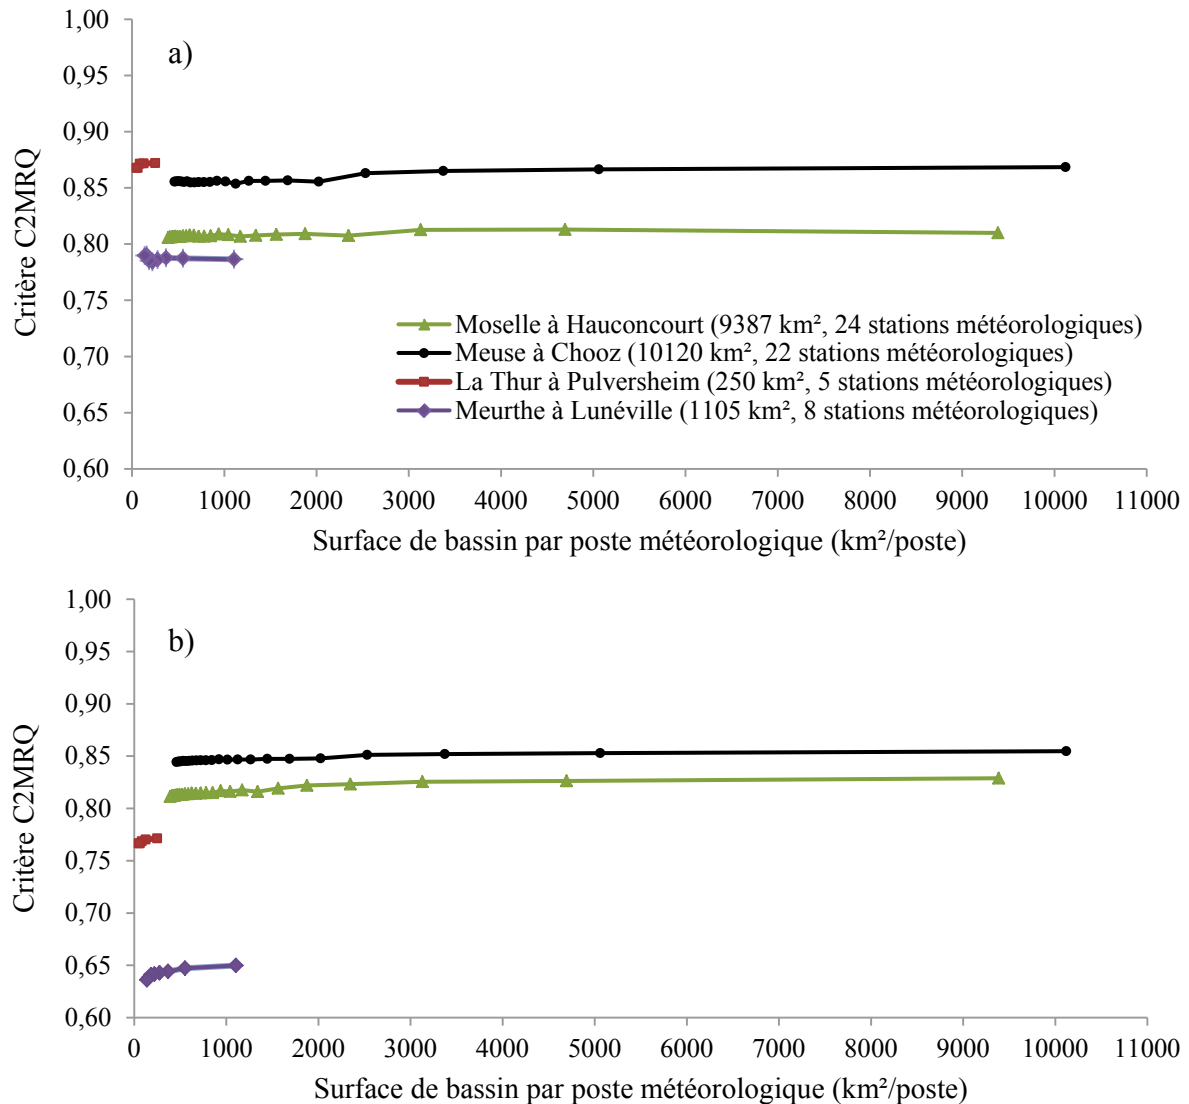 1,00
a)
0,95
0,90
0,85
0,80
0,75
0,70
0,65
0,60
Critère C2MRQ
Moselle à Hauconcourt (9387 km², 24 stations météorologiques)
Meuse à Chooz (10120 km², 22 stations météorologiques)
La Thur à Pulversheim (250 km², 5 stations météorologiques)
Meurthe à Lunéville (1105 km², 8 stations météorologiques)
0 1000 2000 3000 4000 5000 6000 7000 8000 9000 10000 11000
Surface de bassin par poste météorologique (km²/poste)
1,00
b)
0,95
0,90
0,85
0,80
0,75
0,70
0,65
0,60
Critère C2MRQ
0 1000 2000 3000 4000 5000 6000 7000 8000 9000 10000 11000
Surface de bassin par poste météorologique (km²/poste)